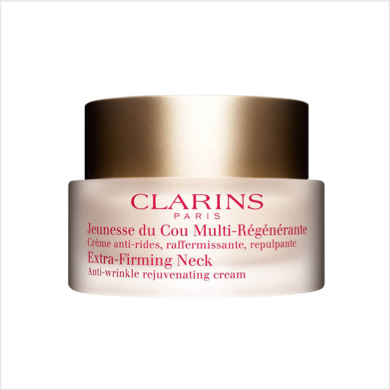 CLARINS
PARIS
Jeunesse du Cou Multi-Régénérante
Crème anti-rides, raffermissante, repulpante
Extra-Firming Neck
Anti-wrinkle rejuvenating cream